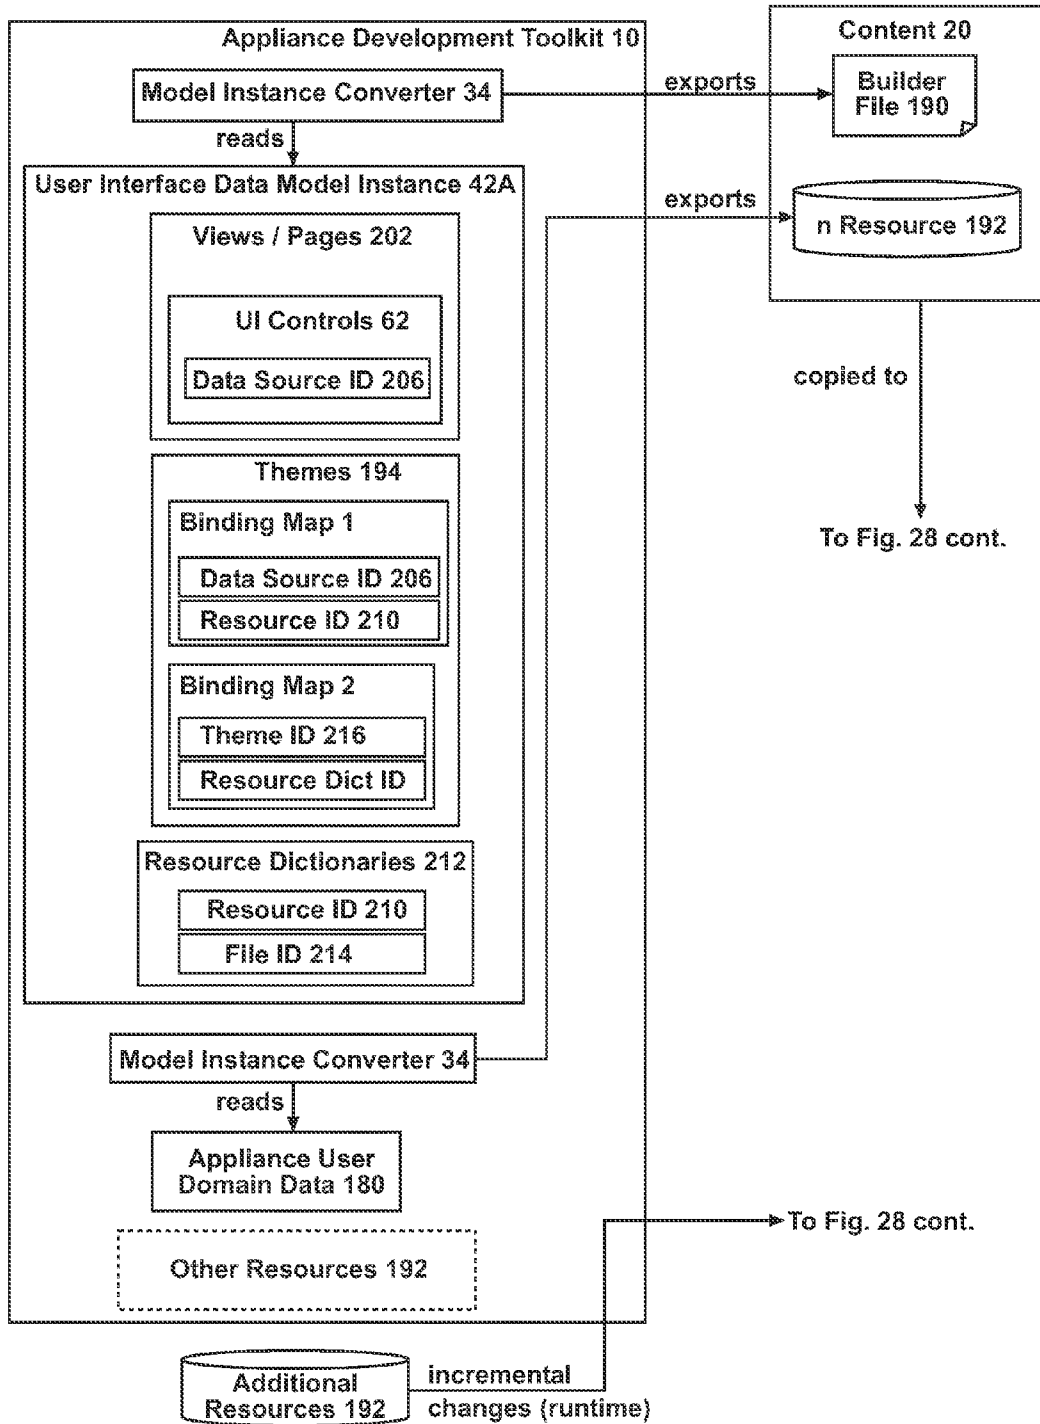 Appliance Development Toolkit 10
Model Instance Converter 34
exports
Content 20
Builder
File 190
reads
User Interface Data Model Instance 42A
exports
n Resource 192
Views / Pages 202
UI Controls 62
Data Source ID 206
copied to
To Fig. 28 cont.
Themes 194
Binding Map 1
Data Source ID 206
Resource ID 210
Binding Map 2
Theme ID 216
Resource Dict ID
Resource Dictionaries 212
Resource ID 210
File ID 214
Model Instance Converter 34
reads
Appliance User
Domain Data 180
To Fig. 28 cont.
Other Resources 192
Additional
Resources 192
incremental
changes (runtime)